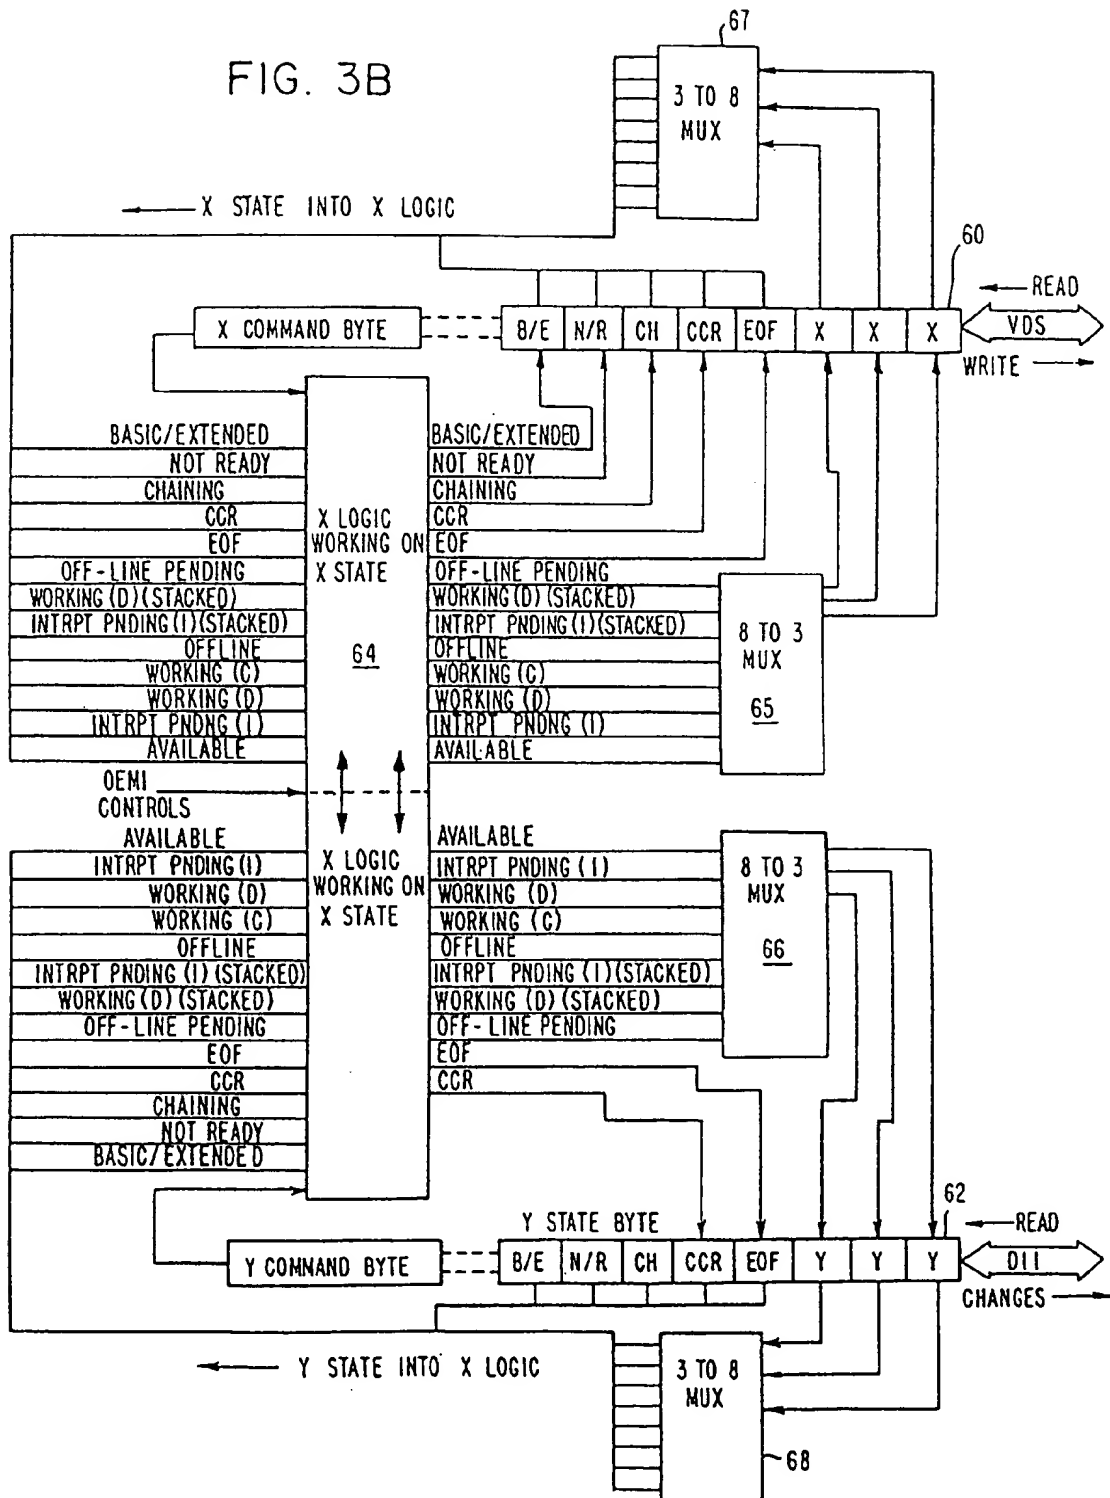 FIG. 3B
67
3 TO 8
MUX
X STATE INTO X LOGIC
60
READ
X COMMAND BYTE
B/E N/R CH CCR EOF X X X
VDS
WRITE
BASIC/EXTENDED
NOT READY
CHAINING
CCR
EOF
OFF-LINE PENDING
WORKING (D) (STACKED)
INTRPT PNDING (I) (STACKED)
OFFLINE
WORKING (C)
WORKING (D)
INTRPT PNDNG (I)
AVAILABLE
X LOGIC
WORKING ON
X STATE
64
BASIC/EXTENDED
NOT READY
CHAINING
CCR
EOF
OFF-LINE PENDING
WORKING (D) (STACKED)
INTRPT PNDING (I) (STACKED)
OFFLINE
WORKING (C)
WORKING (D)
INTRPT PNDNG (I)
AVAILABLE
8 TO 3
MUX
65
OEMI
CONTROLS
AVAILABLE
INTRPT PNDING (I)
WORKING (D)
WORKING (C)
OFFLINE
INTRPT PNDING (I) (STACKED)
WORKING (D) (STACKED)
OFF-LINE PENDING
EOF
CCR
CHAINING
NOT READY
BASIC/EXTENDED
X LOGIC
WORKING ON
X STATE
AVAILABLE
INTRPT PNDING (I)
WORKING (D)
WORKING (C)
OFFLINE
INTRPT PNDING (I) (STACKED)
WORKING (D) (STACKED)
OFF-LINE PENDING
EOF
CCR
8 TO 3
MUX
66
62
Y STATE BYTE
READ
Y COMMAND BYTE
B/E N/R CH CCR EOF Y Y Y
DII
CHANGES
Y STATE INTO X LOGIC
3 TO 8
MUX
68